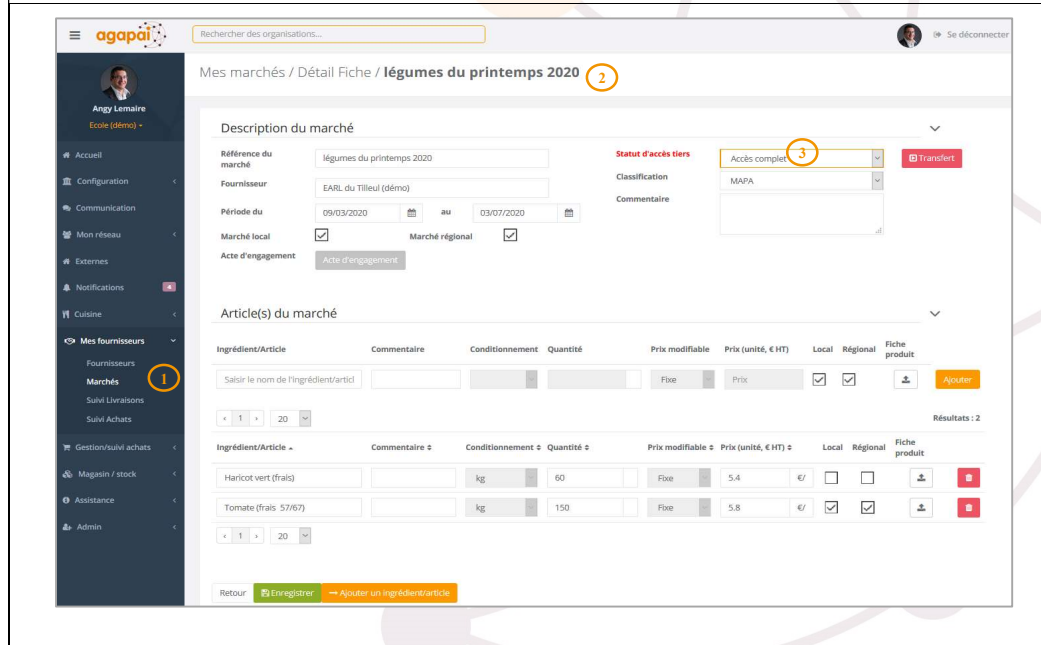 agapai
Rechercher des organisations...
Se déconnecter
Angy Lemaire
Ecole (démo)
Accueil
Configuration
Communication
Mon réseau
Externes
Notifications 4
Cuisine
Mes fournisseurs
Fournisseurs
Marchés 1
Suivi Livraisons
Suivi Achats
Gestion/suivi achats
Magasin / stock
Assistance
Admin
Mes marchés / Détail Fiche / légumes du printemps 2020 2
Description du marché
Référence du marché légumes du printemps 2020
Fournisseur EARL du Tilleul (démo)
Période du 09/03/2020 au 03/07/2020
Marché local Marché régional
Acte d'engagement Acte d'engagement
Statut d'accès tiers Accès complet 3 Transfert
Classification MAPA
Commentaire
Article(s) du marché
Ingrédient/Article Commentaire Conditionnement Quantité Prix modifiable Prix (unité, € HT) Local Régional Fiche produit
Saisir le nom de l'ingrédient/articl Fixe Prix Ajouter
‹ 1 › 20 Résultats : 2
Ingrédient/Article Commentaire Conditionnement Quantité Prix modifiable Prix (unité, € HT) Local Régional Fiche produit
Haricot vert (frais) kg 60 Fixe 5.4 €/
Tomate (frais 57/67) kg 150 Fixe 5.8 €/
‹ 1 › 20
Retour Enregistrer → Ajouter un ingrédient/article